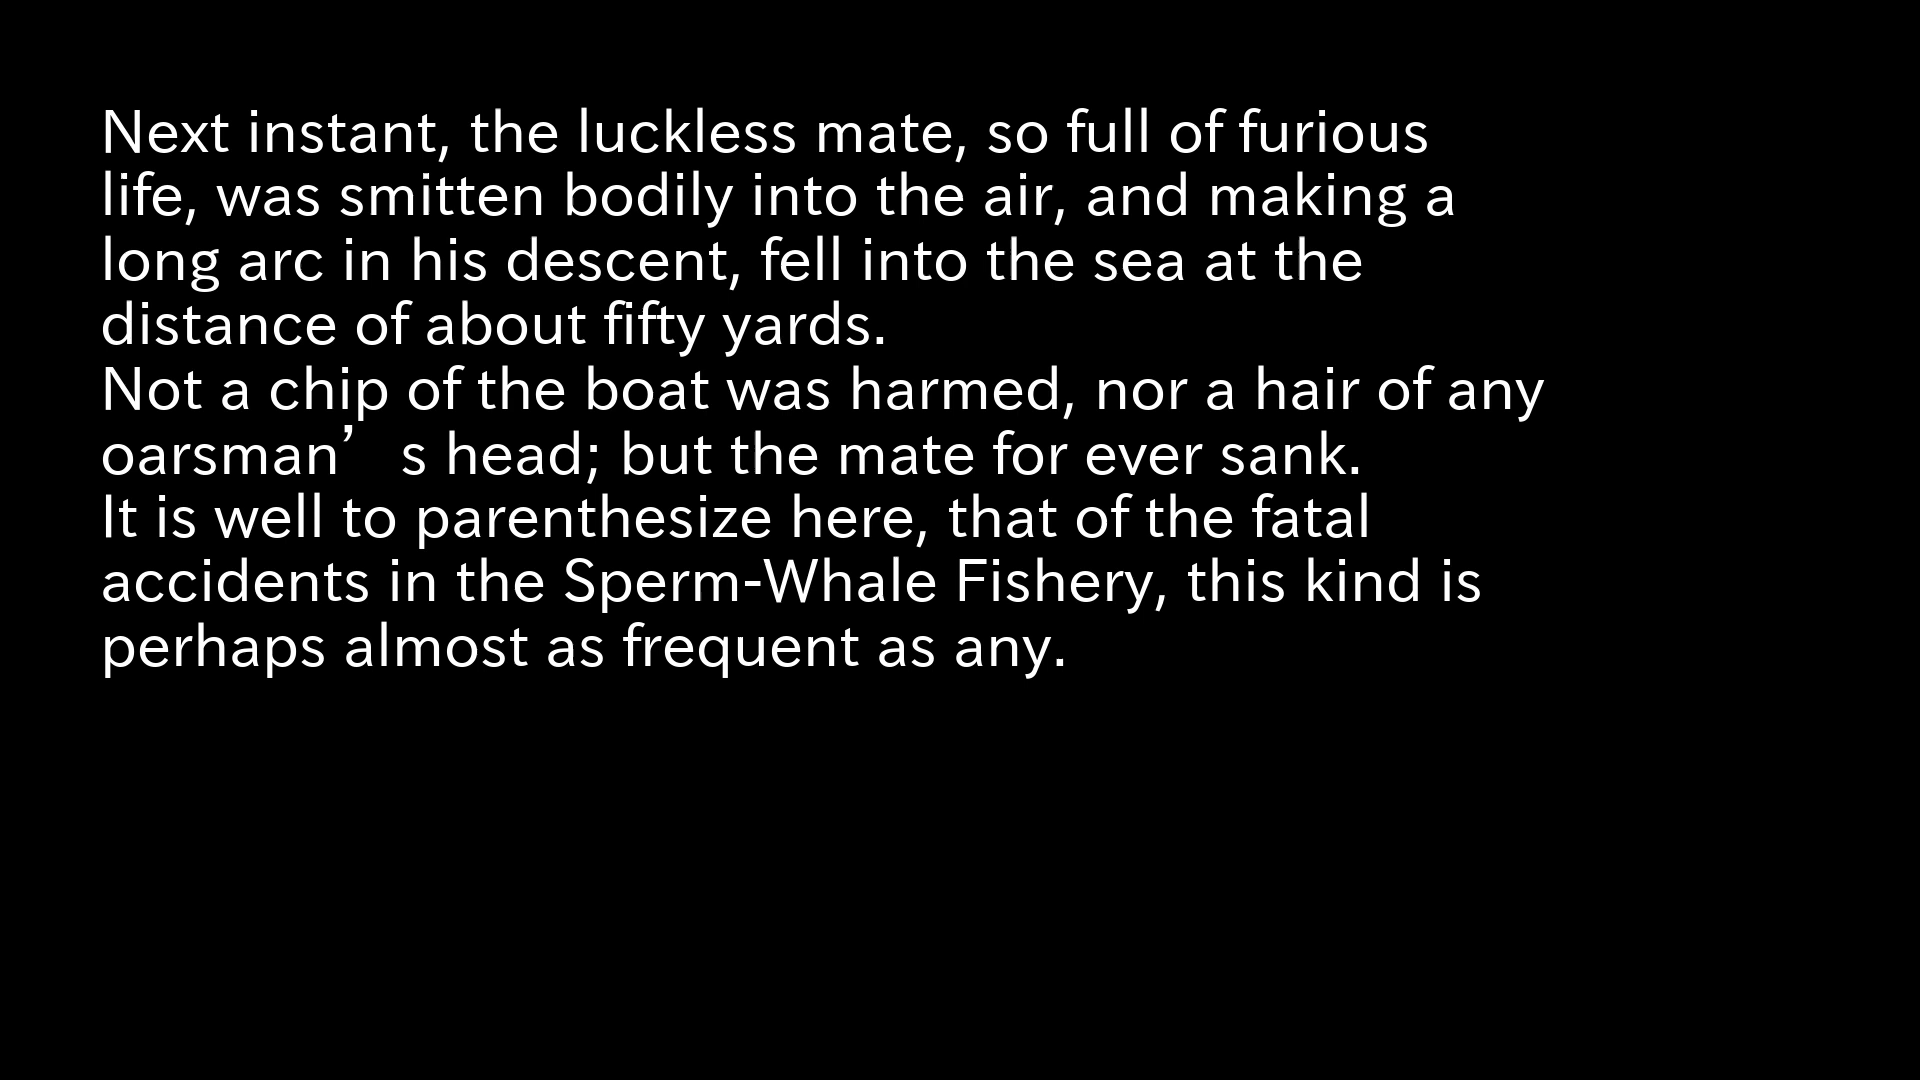 Next instant, the luckless mate, so full of furious
life, was smitten bodily into the air, and making a
long arc in his descent, fell into the sea at the
distance of about fifty yards.
Not a chip of the boat was harmed, nor a hair of any
oarsman’s head; but the mate for ever sank.
It is well to parenthesize here, that of the fatal
accidents in the Sperm-Whale Fishery, this kind is
perhaps almost as frequent as any.